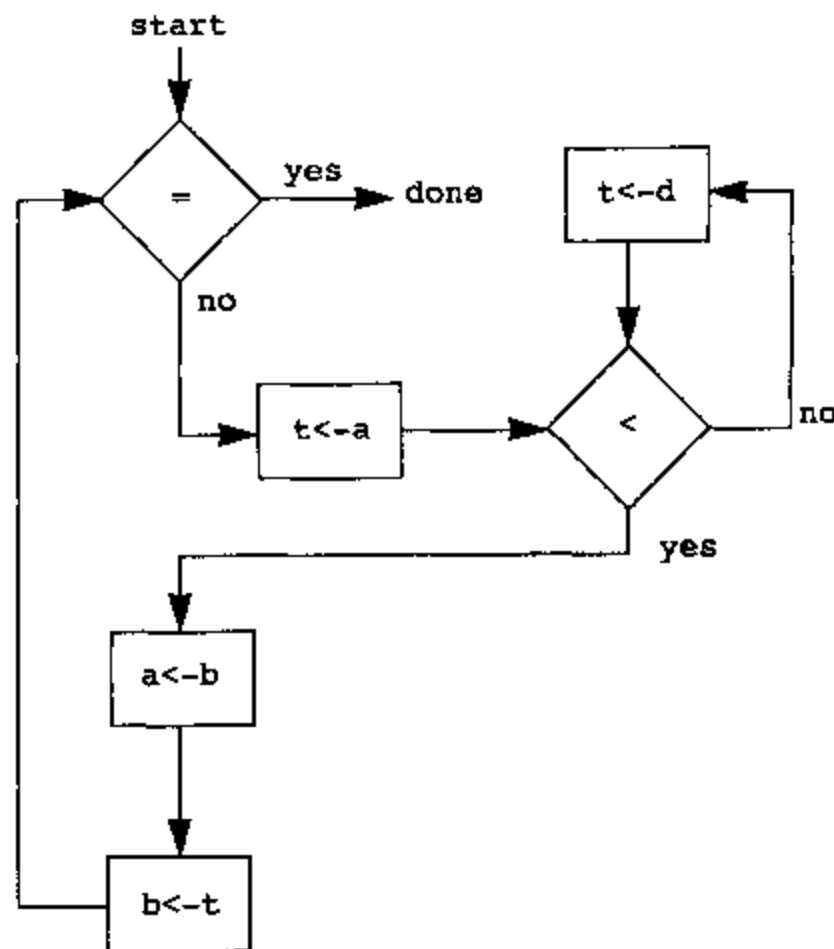 start
=
yes
done
no
t<-d
t<-a
<
no
yes
a<-b
b<-t